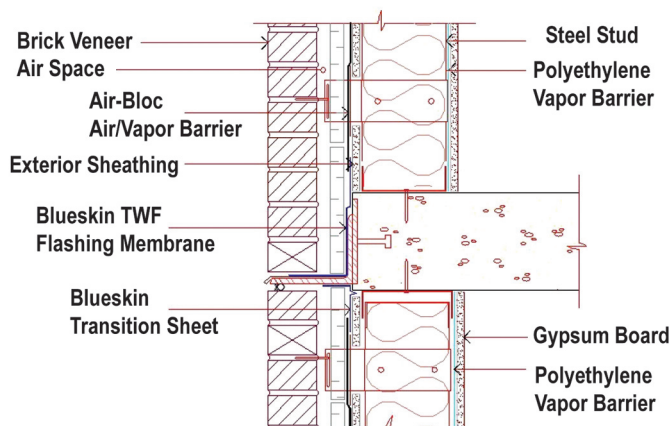 Brick Veneer
Air Space
Air-Bloc
Air/Vapor Barrier
Exterior Sheathing
Blueskin TWF
Flashing Membrane
Blueskin
Transition Sheet
Steel Stud
Polyethylene
Vapor Barrier
Gypsum Board
Polyethylene
Vapor Barrier